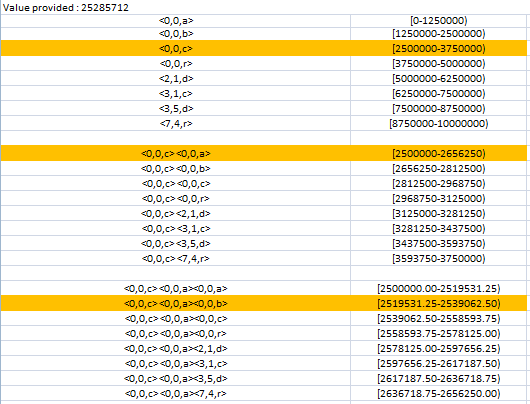 Value provided : 25285712
<0,0,a> [0-1250000)
<0,0,b> [1250000-2500000)
<0,0,c> [2500000-3750000)
<0,0,r> [3750000-5000000)
<2,1,d> [5000000-6250000)
<3,1,c> [6250000-7500000)
<3,5,d> [7500000-8750000)
<7,4,r> [8750000-10000000)
<0,0,c><0,0,a> [2500000-2656250)
<0,0,c><0,0,b> [2656250-2812500)
<0,0,c><0,0,c> [2812500-2968750)
<0,0,c><0,0,r> [2968750-3125000)
<0,0,c><2,1,d> [3125000-3281250)
<0,0,c><3,1,c> [3281250-3437500)
<0,0,c><3,5,d> [3437500-3593750)
<0,0,c><7,4,r> [3593750-3750000)
<0,0,c><0,0,a><0,0,a> [2500000.00-2519531.25)
<0,0,c><0,0,a><0,0,b> [2519531.25-2539062.50)
<0,0,c><0,0,a><0,0,c> [2539062.50-2558593.75)
<0,0,c><0,0,a><0,0,r> [2558593.75-2578125.00)
<0,0,c><0,0,a><2,1,d> [2578125.00-2597656.25)
<0,0,c><0,0,a><3,1,c> [2597656.25-2617187.50)
<0,0,c><0,0,a><3,5,d> [2617187.50-2636718.75)
<0,0,c><0,0,a><7,4,r> [2636718.75-2656250.00)